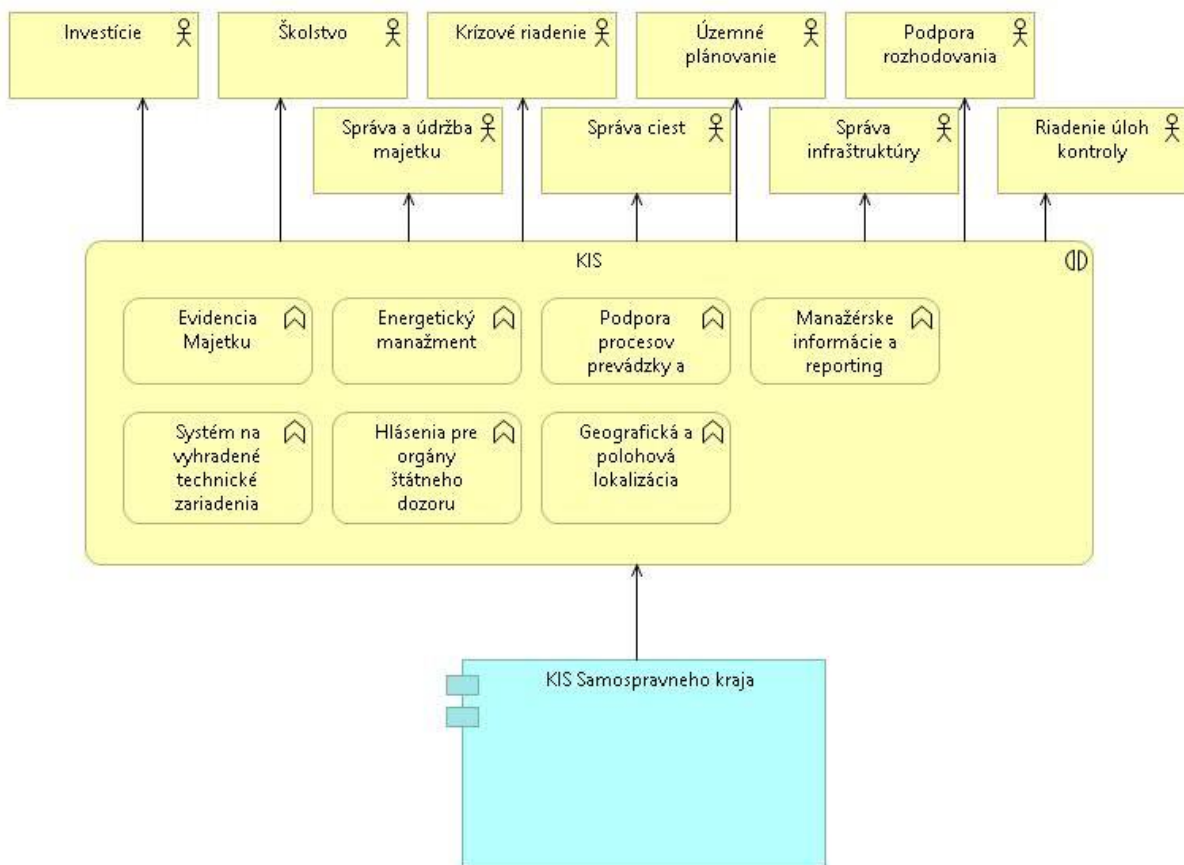 Investície
Školstvo
Krízové riadenie
Územné
plánovanie
Podpora
rozhodovania
Správa a údržba
majetku
Správa ciest
Správa
infraštruktúry
Riadenie úloh
kontroly
KIS
Evidencia
Majetku
Energetický
manažment
Podpora
procesov
prevádzky a
Manažérske
informácie a
reporting
Systém na
vyhradené
technické
zariadenia
Hlásenia pre
orgány
štátneho
dozoru
Geografická a
polohová
lokalizácia
KIS Samospravneho kraja